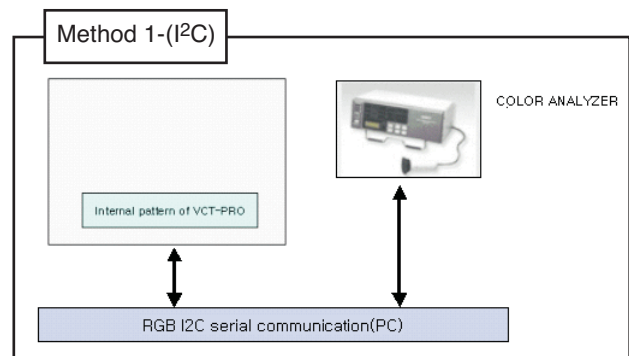 Method 1-(I²C)
COLOR ANALYZER
Internal pattern of VCT-PRO
RGB I2C serial communication(PC)